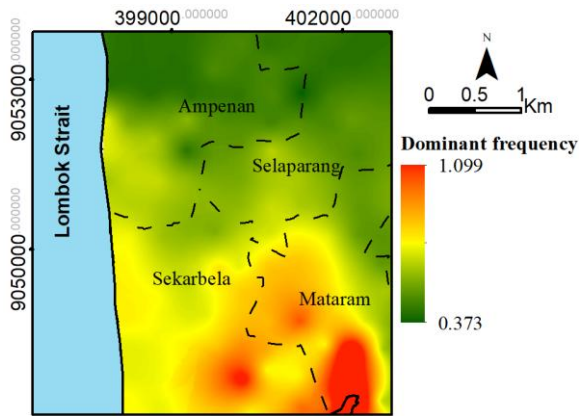 399000.000000 402000.000000
9053000.000000
9050000.000000
Lombok Strait
Ampenan
Selaparang
Sekarbela
Mataram
N
0 0.5 1
Km
Dominant frequency
1.099
0.373